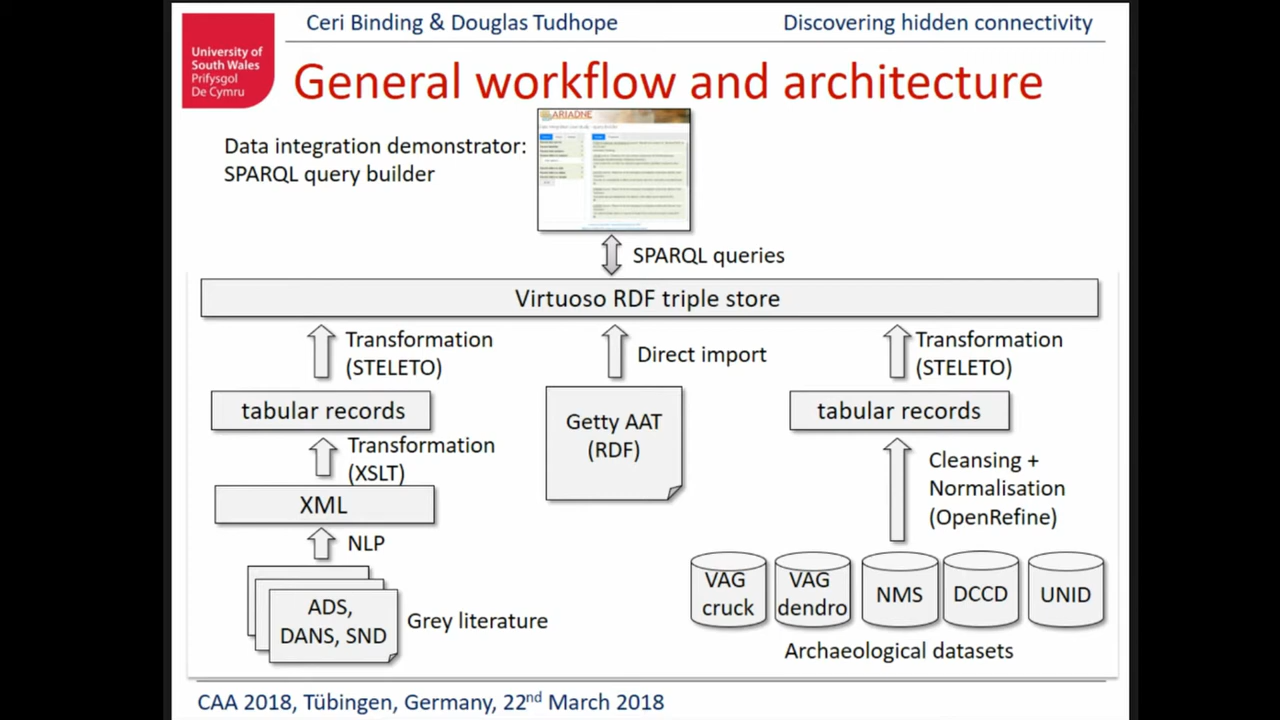 Ceri Binding & Douglas Tudhope
Discovering hidden connectivity
University of
South Wales
Prifysgol
De Cymru
General workflow and architecture
Data integration demonstrator:
SPARQL query builder
ARIADNE
SPARQL queries
Virtuoso RDF triple store
Transformation
(STELETO)
Direct import
Transformation
(STELETO)
tabular records
Getty AAT
(RDF)
tabular records
Transformation
(XSLT)
Cleansing +
Normalisation
(OpenRefine)
XML
NLP
ADS,
DANS, SND
Grey literature
VAG
cruck
VAG
dendro
NMS
DCCD
UNID
Archaeological datasets
CAA 2018, Tübingen, Germany, 22nd March 2018